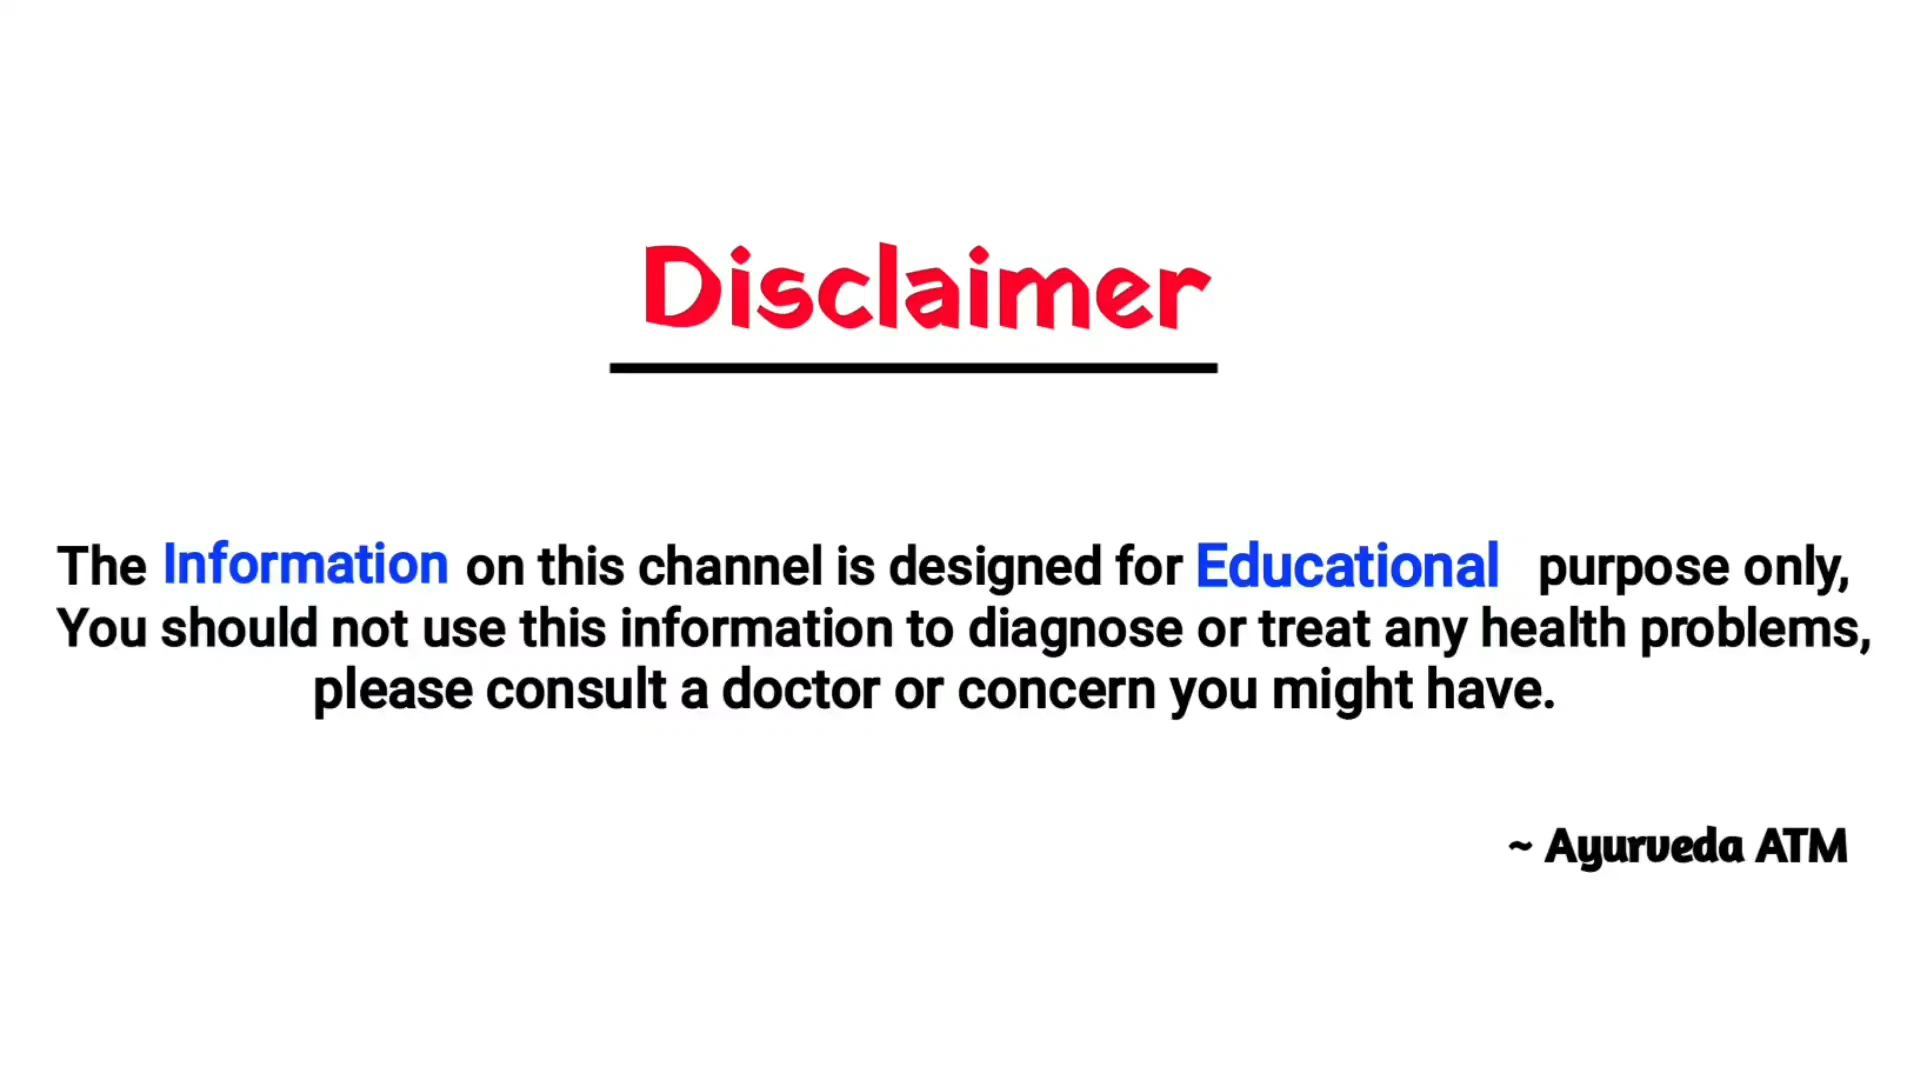 Disclaimer
The Information on this channel is designed for Educational purpose only,
You should not use this information to diagnose or treat any health problems,
please consult a doctor or concern you might have.
~ Ayurveda ATM